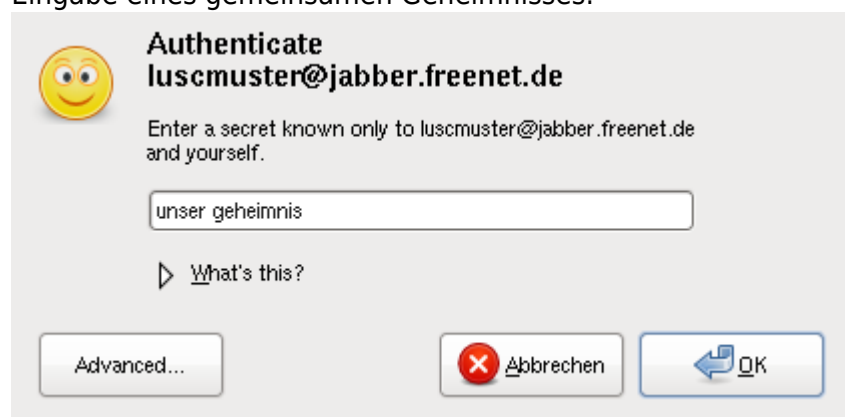 Eingabe eines gemeinsamen Geheimnisses:
Authenticate
luscmuster@jabber.freenet.de
Enter a secret known only to luscmuster@jabber.freenet.de
and yourself.
unser geheimnis
What's this?
Advanced...
Abbrechen
OK